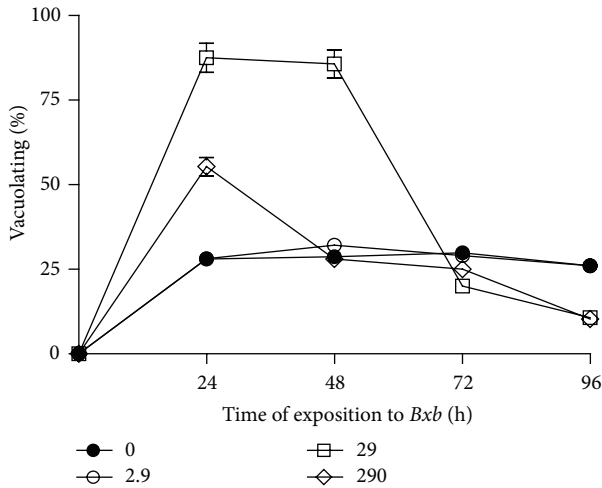 100
75
50
25
0
Vacuolating (%)
24 48 72 96
Time of exposition to Bxb (h)
0 29
2.9 290